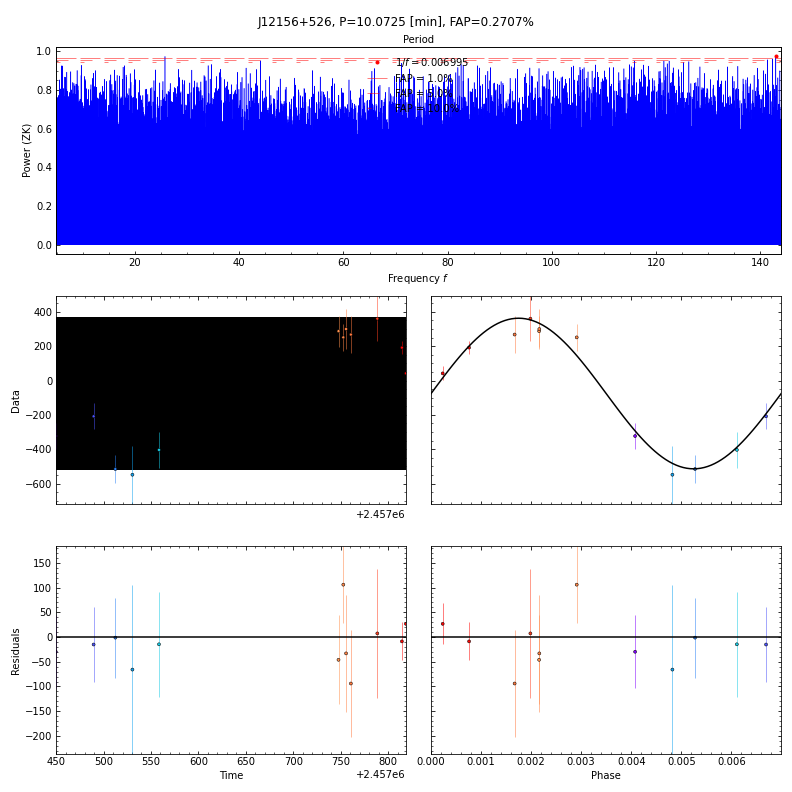 J12156+526, P=10.0725 [min], FAP=0.2707%
Period
1.0
0.8
0.6
0.4
0.2
0.0
Power (ZK)
1/f = 0.006995
FAP = 1.0%
20 40 60 80 100 120 140
Frequency f
400
200
0
−200
−400
−600
Data
+2.457e6
150
100
50
0
−50
−100
−150
−200
Residuals
450 500 550 600 650 700 750 800
Time
+2.457e6
0.000 0.001 0.002 0.003 0.004 0.005 0.006
Phase